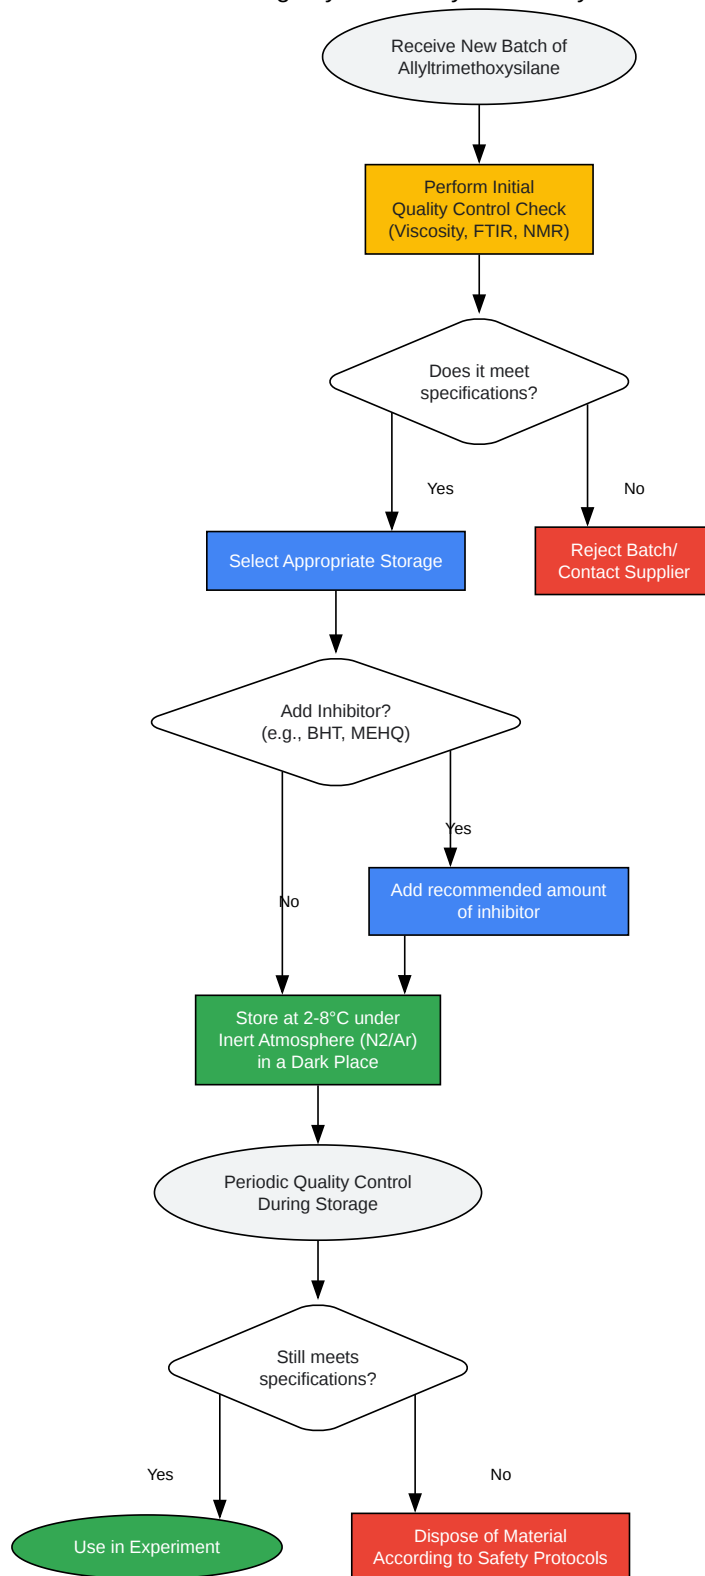 Receive New Batch of
Allyltrimethoxysilane
Perform Initial
Quality Control Check
(Viscosity, FTIR, NMR)
Does it meet
specifications?
Yes
No
Select Appropriate Storage
Reject Batch/
Contact Supplier
Add Inhibitor?
(e.g., BHT, MEHQ)
Yes
Add recommended amount
of inhibitor
No
Store at 2-8°C under
Inert Atmosphere (N2/Ar)
in a Dark Place
Periodic Quality Control
During Storage
Still meets
specifications?
Yes
No
Use in Experiment
Dispose of Material
According to Safety Protocols